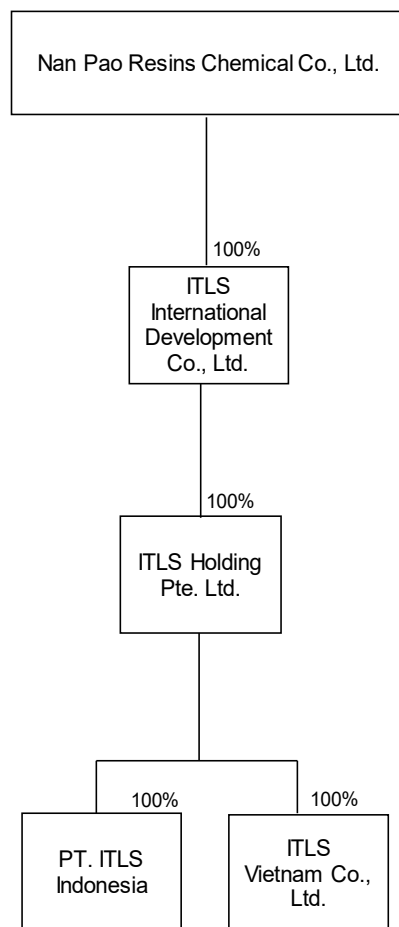 Nan Pao Resins Chemical Co., Ltd.
100%
ITLS
International
Development
Co., Ltd.
100%
ITLS Holding
Pte. Ltd.
100%
100%
PT. ITLS
Indonesia
ITLS
Vietnam Co.,
Ltd.